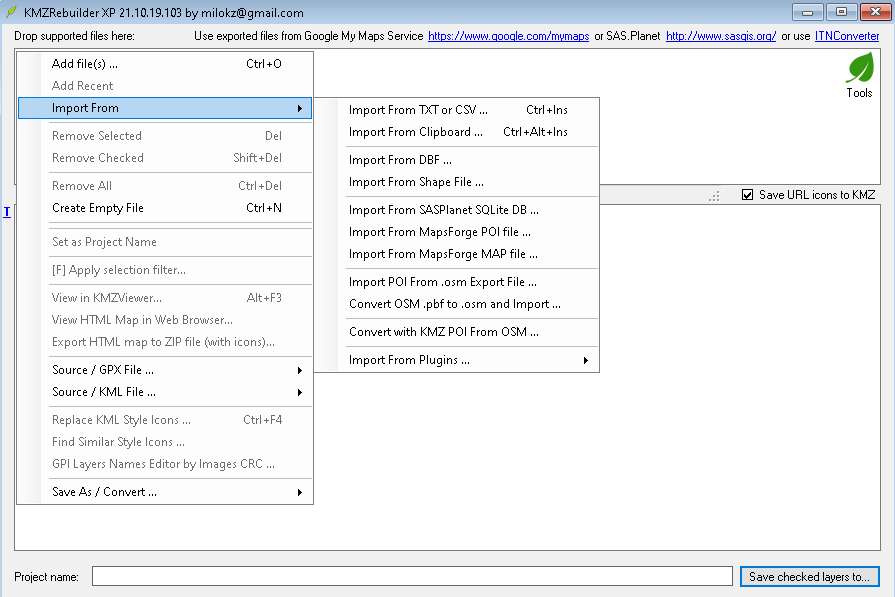 KMZRebuilder XP 21.10.19.103 by milokz@gmail.com
Drop supported files here: Use exported files from Google My Maps Service https://www.google.com/mymaps or SAS.Planet http://www.sasgis.org/ or use ITNConverter
Tools
Add file(s) ... Ctrl+O
Add Recent
Import From
Remove Selected Del
Remove Checked Shift+Del
Remove All Ctrl+Del
Create Empty File Ctrl+N
Set as Project Name
[F] Apply selection filter...
View in KMZViewer... Alt+F3
View HTML Map in Web Browser...
Export HTML map to ZIP file (with icons)...
Source / GPX File ...
Source / KML File ...
Replace KML Style Icons ... Ctrl+F4
Find Similar Style Icons ...
GPI Layers Names Editor by Images CRC ...
Save As / Convert ...
Import From TXT or CSV ... Ctrl+Ins
Import From Clipboard ... Ctrl+Alt+Ins
Import From DBF ...
Import From Shape File ...
Import From SASPlanet SQLite DB ...
Import From MapsForge POI file ...
Import From MapsForge MAP file ...
Import POI From .osm Export File ...
Convert OSM .pbf to .osm and Import ...
Convert with KMZ POI From OSM ...
Import From Plugins ...
Save URL icons to KMZ
T
Project name:
Save checked layers to...